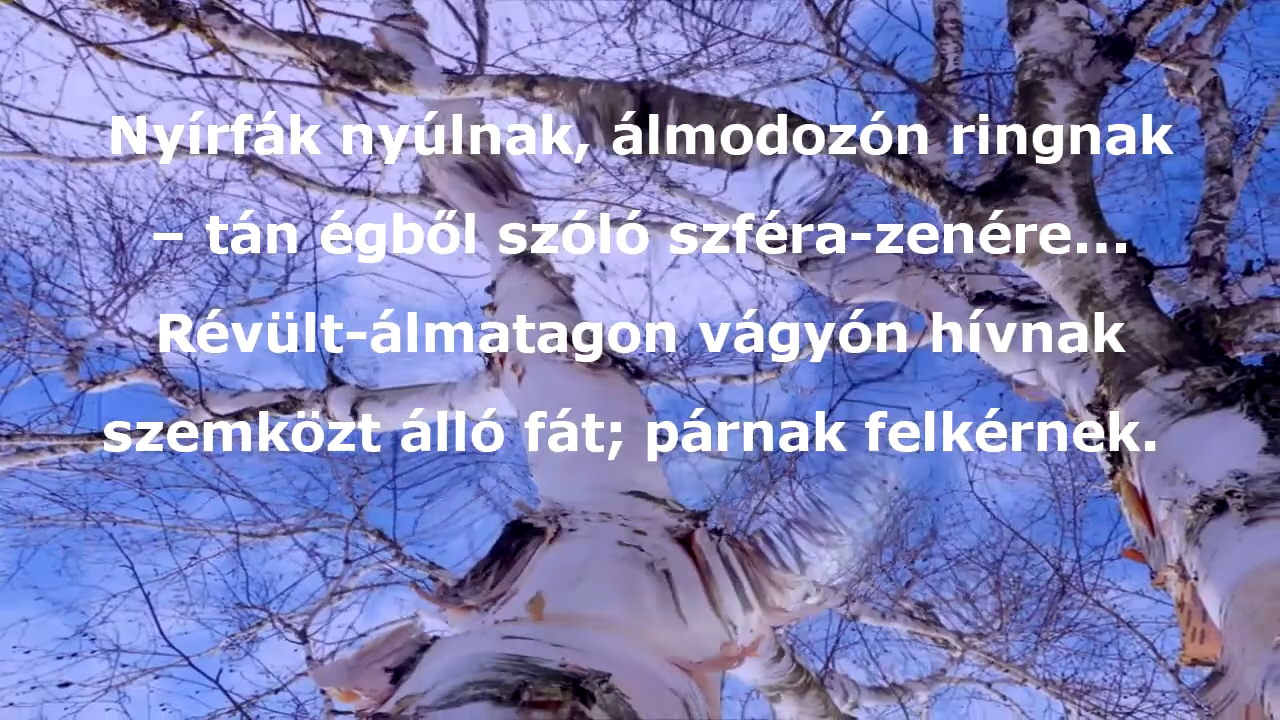 Nyírfák nyúlnak, álmodozón ringnak
– tán égből szóló szféra-zenére...
Révült-álmatagon vágyón hívnak
szemközt álló fát; párnak felkérnek.